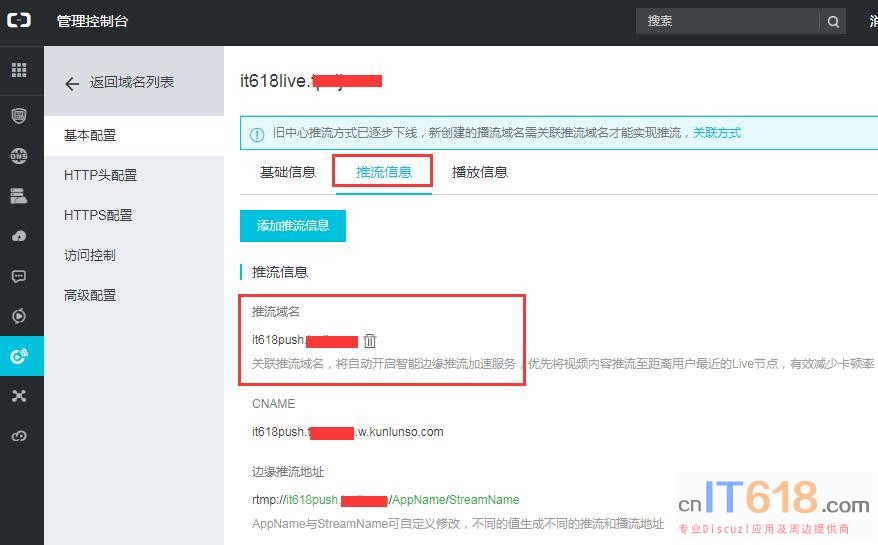 管理控制台
搜索
返回域名列表
基本配置
HTTP头配置
HTTPS配置
访问控制
高级配置
it618live.
旧中心推流方式已逐步下线，新创建的播流域名需关联推流域名才能实现推流，关联方式
基础信息
推流信息
播放信息
添加推流信息
推流信息
推流域名
it618push.
关联推流域名，将自动开启智能边缘推流加速服务，优先将视频内容推流至距离用户最近的Live节点，有效减少卡顿率
CNAME
it618push. .w.kunlunso.com
边缘推流地址
rtmp://it618push. /AppName/StreamName
AppName与StreamName可自定义修改，不同的值生成不同的推流和播流地址
DNS
cnIT618.com
专业Discuz!应用及周边提供商